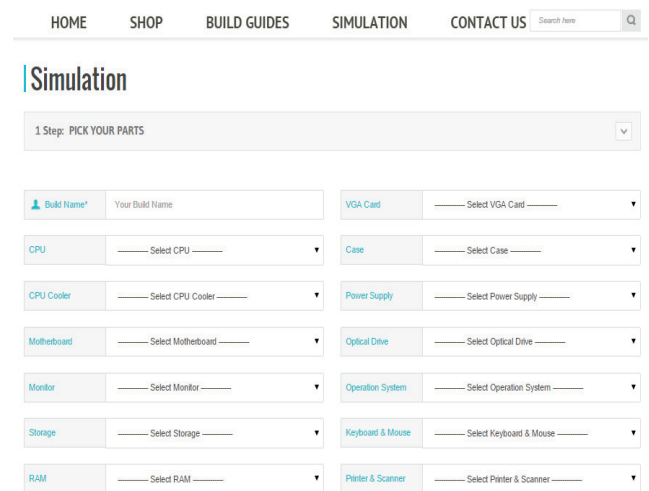 HOME SHOP BUILD GUIDES SIMULATION CONTACT US Search here
Simulation
1 Step: PICK YOUR PARTS
Build Name* Your Build Name
VGA Card ---------- Select VGA Card ----------
CPU ---------- Select CPU ----------
Case ---------- Select Case ----------
CPU Cooler ---------- Select CPU Cooler ----------
Power Supply ---------- Select Power Supply ----------
Motherboard ---------- Select Motherboard ----------
Optical Drive ---------- Select Optical Drive ----------
Monitor ---------- Select Monitor ----------
Operation System ---------- Select Operation System ----------
Storage ---------- Select Storage ----------
Keyboard & Mouse ---------- Select Keyboard & Mouse ----------
RAM ---------- Select RAM ----------
Printer & Scanner ---------- Select Printer & Scanner ----------